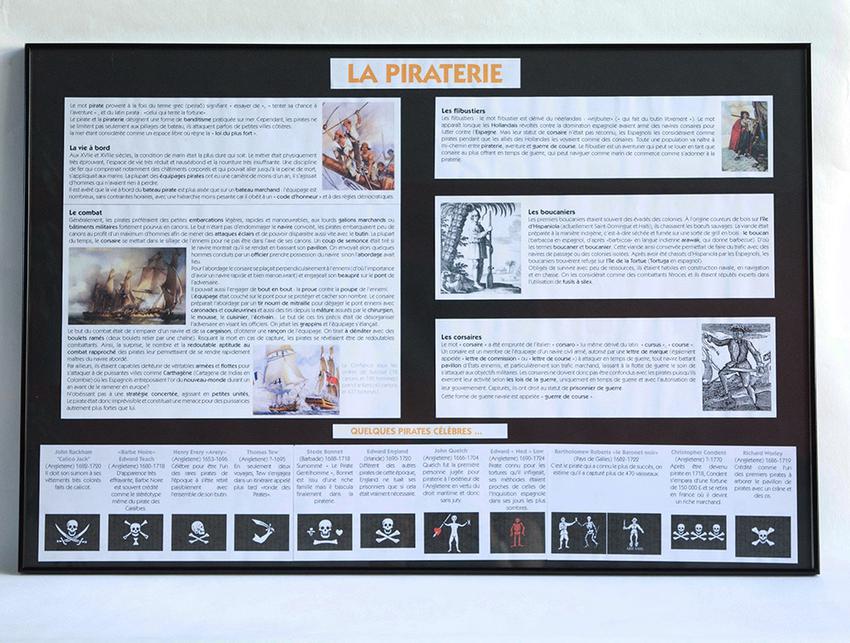 LA PIRATERIE
Le mot pirate provient à la fois du terme grec (peiraô) signifiant « essayer de », « tenter sa chance à
l'aventure » , et du latin pirata : «celui qui tente la fortune»
Le pirate et la piraterie désignent une forme de banditisme pratiquée sur mer. Cependant, les pirates ne
se limitent pas seulement aux pillages de bateau, ils attaquent parfois de petites villes côtières.
la mer étant considérée comme un espace libre où règne la « loi du plus fort ».
La vie à bord
Aux XVIIe et XVIIIe siècles, la condition de marin était la plus dure qui soit. Le métier était physiquement
très éprouvant, l'espace de vie très réduit et nauséabond et la nourriture très insuffisante. Une discipline
de fer qui comprenait notamment des châtiments corporels et qui pouvait aller jusqu'à la peine de mort,
s'appliquait aux marins. La plupart des équipages pirates ont eu une carrière de moins d'un an, il s'agissait
d'hommes qui n'avaient rien à perdre.
Il est avéré que la vie à bord du bateau pirate est plus aisée que sur un bateau marchand : l'équipage est
nombreux, sans contraintes horaires, avec une hiérarchie moins pesante car il obéit à un « code d'honneur » et à des règles démocratiques.
Le combat
Généralement, les pirates préféraient des petites embarcations légères, rapides et manoeuvrables, aux lourds galions marchands ou
bâtiments militaires fortement pourvus en canons. Le but n'étant pas d'endommager le navire convoité, les pirates embarquaient peu de
canons au profit d'un maximum d'hommes afin de mener des attaques éclairs et de pouvoir disparaître aussi vite avec le butin. La plupart
du temps, le corsaire se mettait dans le sillage de l'ennemi pour ne pas être dans l'axe de ses canons. Un coup de semonce était tiré si
le navire montrait qu'il se rendait en baissant son pavillon. On envoyait alors quelques
hommes conduits par un officier prendre possession du navire. sinon l'abordage avait
lieu.
Pour l'abordage le corsaire se plaçait perpendiculairement à l'ennemi (d'où l'importance
d'avoir un navire rapide et bien manoeuvrant) et engageait son beaupré sur le pont de
l'adversaire.
Il pouvait aussi l'engager de bout en bout : la proue contre la poupe de l'ennemi.
L'équipage était couché sur le pont pour se protéger et cacher son nombre. Le corsaire
préparait l'abordage par un tir nourri de mitraille pour dégager le pont ennemi avec
caronades et couleuvrines et aussi des tirs depuis la mâture assurés par le chirurgien,
le mousse, le cuisinier, l'écrivain... Le but de ces tirs précis était de désorganiser
l'adversaire en visant les officiers. On jetait les grappins et l'équipage s'élançait.
Le but du combat était de s'emparer d'un navire et de sa cargaison, d'obtenir une rançon de l'équipage. On tirait à démâter avec des
boulets ramés (deux boulets relier par une chaîne). Risquant la mort en cas de capture, les pirates se révélaient être de redoutables
combattants. Ainsi, la surprise, le nombre et la redoutable aptitude au
combat rapproché des pirates leur permettaient de se rendre rapidement
maîtres du navire abordé.
Par ailleurs, ils étaient capables d'affréter de véritables armées et flottes pour
s'attaquer à de puissantes villes comme Carthagène (Cartagena de Indias en
Colombie) où les Espagnols entreposaient l'or du nouveau-monde durant un
an avant de le ramener en europe?
N'obéissant pas à une stratégie concertée, agissant en petites unités,
Le pirate était donc imprévisible et constituait une menace pour des puissances
autrement plus fortes que lui.
La Confiance sous les
Les flibustiers
Les flibustiers : le mot flibustier est dérivé du néerlandais «vrijbuiter» (« qui fait du butin librement »). Le mot
apparaît lorsque les Hollandais révoltés contre la domination espagnole avaient armé des navires corsaires pour
lutter contre l'Espagne. Mais leur statut de corsaire n'était pas reconnu, les Espagnols les considéraient comme
pirates pendant que les alliés des Hollandais les voyaient comme des corsaires. Toute une population va naître à
mi-chemin entre piraterie, aventure et guerre de course. Le flibustier est un aventurier qui peut se louer en tant que
corsaire au plus offrant en temps de guerre, qui peut naviguer comme marin de commerce comme s'adonner à la
piraterie.
Les boucaniers
Les premiers boucaniers étaient souvent des évadés des colonies. À l'origine coureurs de bois sur l'île
d'Hispaniola (actuellement Saint-Domingue et Haïti), ils chassaient les boeufs sauvages. La viande était
préparée à la manière indigène, c'est-à-dire séchée et fumée sur une sorte de gril en bois : le boucan
(barbacoa en espagnol, d'après «barbicoa» en langue indienne arawak, qui donne barbecue). D'où
les termes boucaner et boucanier. Cette viande ainsi conservée permettait de faire du trafic avec des
navires de passage ou des colonies isolées. Après avoir été chassés d'Hispaniola par les Espagnols, les
boucaniers trouvèrent refuge sur l'île de la Tortue (Tortuga en espagnol).
Obligés de survivre avec peu de ressources, ils étaient habiles en construction navale, en navigation
et en chasse. On les considérait comme des combattants féroces et ils étaient réputés experts dans
l'utilisation de fusils à silex.
Les corsaires
Le mot « corsaire » a été emprunté de l'italien « corsaro » lui même dérivé du latin « cursus », « course ».
Un corsaire est un membre de l'équipage d'un navire civil armé, autorisé par une lettre de marque (également
appelée « lettre de commission » ou « lettre de course ») à attaquer en temps de guerre, tout navire battant
pavillon d'États ennemis, et particulièrement son trafic marchand, laissant à la flotte de guerre le soin de
s'attaquer aux objectifs militaires. Les corsaires ne doivent donc pas être confondus avec les pirates puisqu'ils
exercent leur activité selon les lois de la guerre, uniquement en temps de guerre et avec l'autorisation de
leur gouvernement. Capturés, ils ont droit au statut de prisonnier de guerre.
Cette forme de guerre navale est appelée « guerre de course ».
QUELQUES PIRATES CÉLÈBRES ...
John Rackham
"Calico Jack"
(Angleterre) 1682-1720
Il doit son surnom à ses
vêtements très colorés
faits de calicot.
«Barbe Noire»
Edward Teach
( Angleterre) 1680-1718
D'apparence très
effrayante, Barbe Noire
est souvent crédité
comme le stéréotype
même du pirate des
Caraïbes
Henry Every «Avery»
(Angleterre) 1653-1696
Célèbre pour être l'un
des rares pirates de
l'époque à s'être retiré
paisiblement avec
l'ensemble de son butin.
Thomas Tew
(Angleterre) ?-1695
En seulement deux
voyages, Tew s'engagea
dans un itinéraire appelé
plus tard «ronde des
Pirates».
Stede Bonnet
(Barbade) 1688-1718
Surnommé « Le Pirate
Gentilhomme », Bonnet
est issu d'une riche
famille mais il bascula
finalement dans la
piraterie.
Edward England
(Irlande) 1690-1720
Différent des autres
pirates de cette époque,
England ne tuait ses
prisonniers que si cela
était vraiment nécessaire.
John Quelch
(Angleterre) 1666-1704
Quelch fut la première
personne jugée pour
piraterie à l'extérieur de
l'Angleterre en vertu du
droit maritime et donc
sans jury.
Edward « Ned » Low
(Angleterre) 1690-1724
Pirate connu pour les
tortures qu'il infligeait,
ses méthodes étaient
proches de celles de
l'Inquisition espagnole
dans ses jours les plus
sombres.
Bartholomew Roberts «le Baronet noir»
(Pays de Galles) 1682-1722
C'est le pirate qui a connu le plus de succès, on
estime qu'il a capturé plus de 470 vaisseaux.
Christopher Condent
(Angleterre) ?-1770
Après être devenu
pirate en 1718, Condent
s'empara d'une fortune
de 150 000 £ et se retira
en France où il devint
un riche marchand.
Richard Worley
(Angleterre) 1686-1719
Crédité comme l'un
des premiers pirates à
arborer le pavillon de
pirates avec un crâne et
des os.